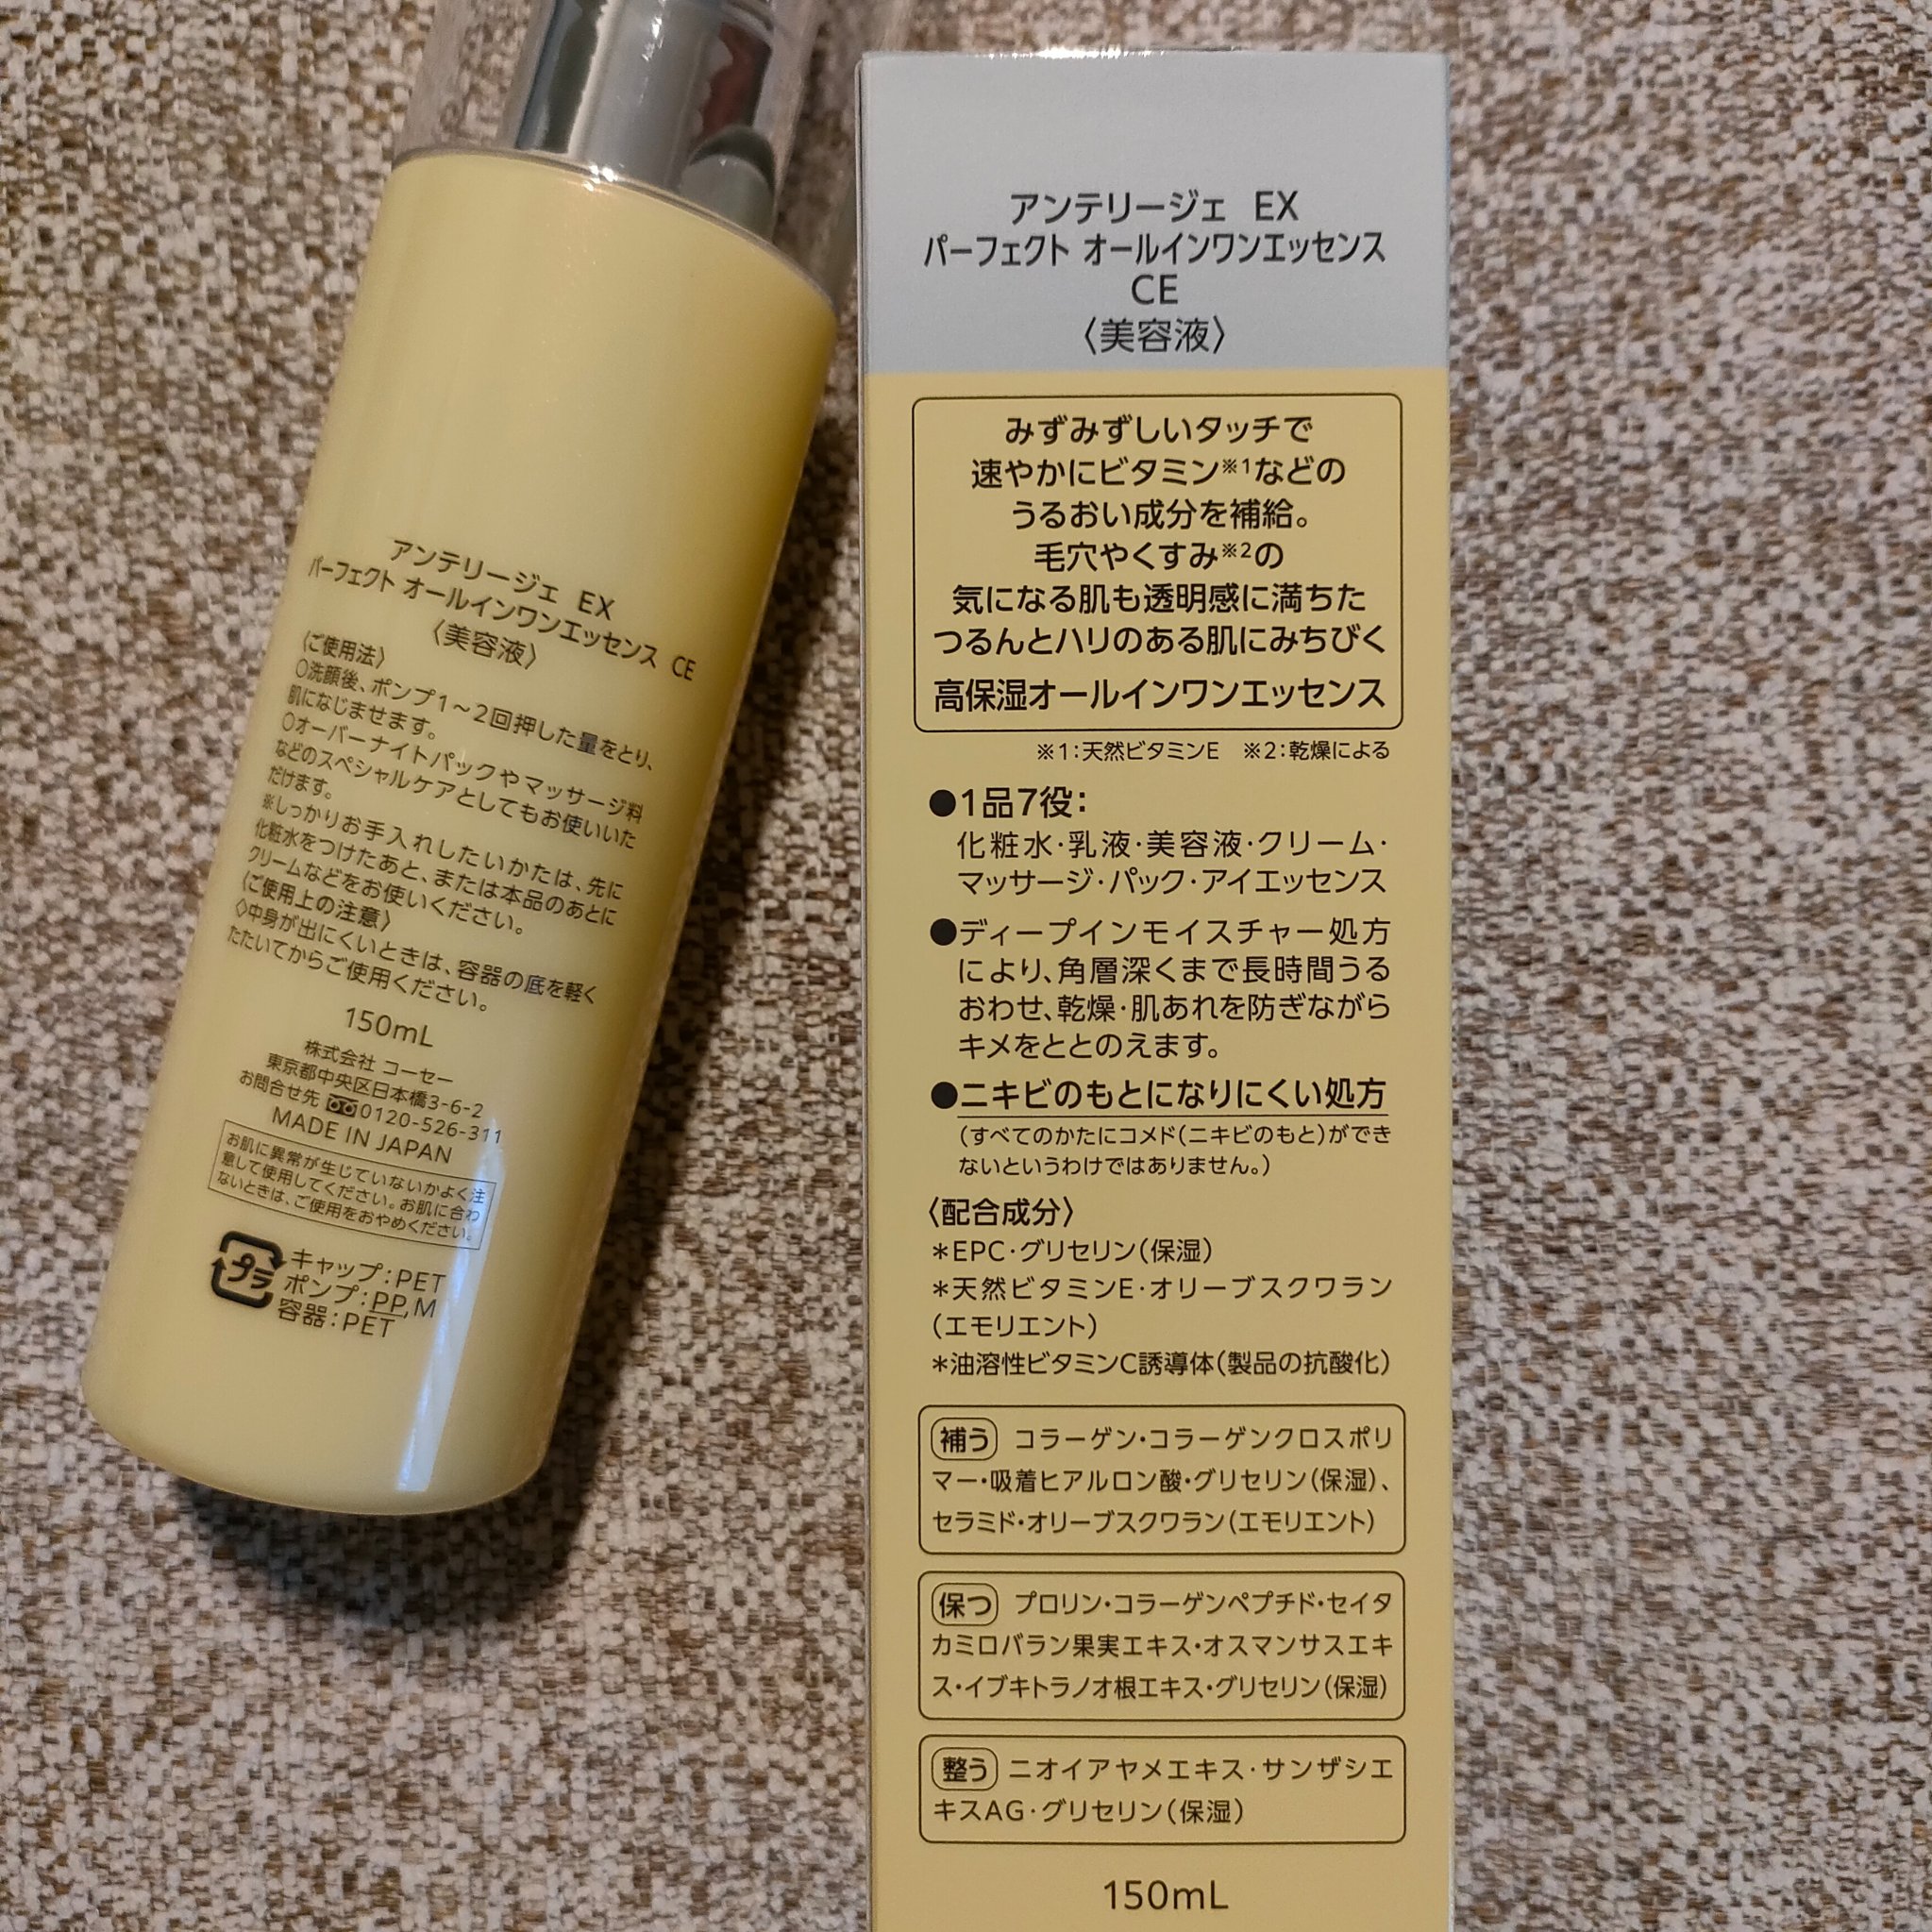 アンテリージェ EX
パーフェクト オールインワンエッセンス CE
〈美容液〉
〈ご使用法〉
○洗顔後、ポンプ1～2回押した量をとり、
肌になじませます。
○オーバーナイトパックやマッサージ料
などのスペシャルケアとしてもお使いいた
だけます。
※しっかりお手入れしたいかたは、先に
化粧水をつけたあと、または本品のあとに
クリームなどをお使いください。
〈ご使用上の注意〉
◇中身が出にくいときは、容器の底を軽く
たたいてからご使用ください。
150mL
株式会社 コーセー
東京都中央区日本橋3-6-2
お問合せ先 0120-526-311
MADE IN JAPAN
お肌に異常が生じていないかよく注
意して使用してください。お肌に合わ
ないときは、ご使用をおやめください。
プラ
キャップ:PET
ポンプ:PP,M
容器:PET
アンテリージェ EX
パーフェクト オールインワンエッセンス
CE
〈美容液〉
みずみずしいタッチで
速やかにビタミン※1などの
うるおい成分を補給。
毛穴やくすみ※2の
気になる肌も透明感に満ちた
つるんとハリのある肌にみちびく
高保湿オールインワンエッセンス
※1:天然ビタミンE ※2:乾燥による
●1品7役:
化粧水・乳液・美容液・クリーム・
マッサージ・パック・アイエッセンス
●ディープインモイスチャー処方
により、角層深くまで長時間うる
おわせ、乾燥・肌あれを防ぎながら
キメをととのえます。
●ニキビのもとになりにくい処方
(すべてのかたにコメド(ニキビのもと)ができ
ないというわけではありません。)
〈配合成分〉
*EPC・グリセリン(保湿)
*天然ビタミンE・オリーブスクワラン
(エモリエント)
*油溶性ビタミンC誘導体(製品の抗酸化)
補う コラーゲン・コラーゲンクロスポリ
マー・吸着ヒアルロン酸・グリセリン(保湿)、
セラミド・オリーブスクワラン(エモリエント)
保つ プロリン・コラーゲンペプチド・セイタ
カミロバラン果実エキス・オスマンサスエキ
ス・イブキトラノオ根エキス・グリセリン(保湿)
整う ニオイアヤメエキス・サンザシエ
キスAG・グリセリン(保湿)
150mL